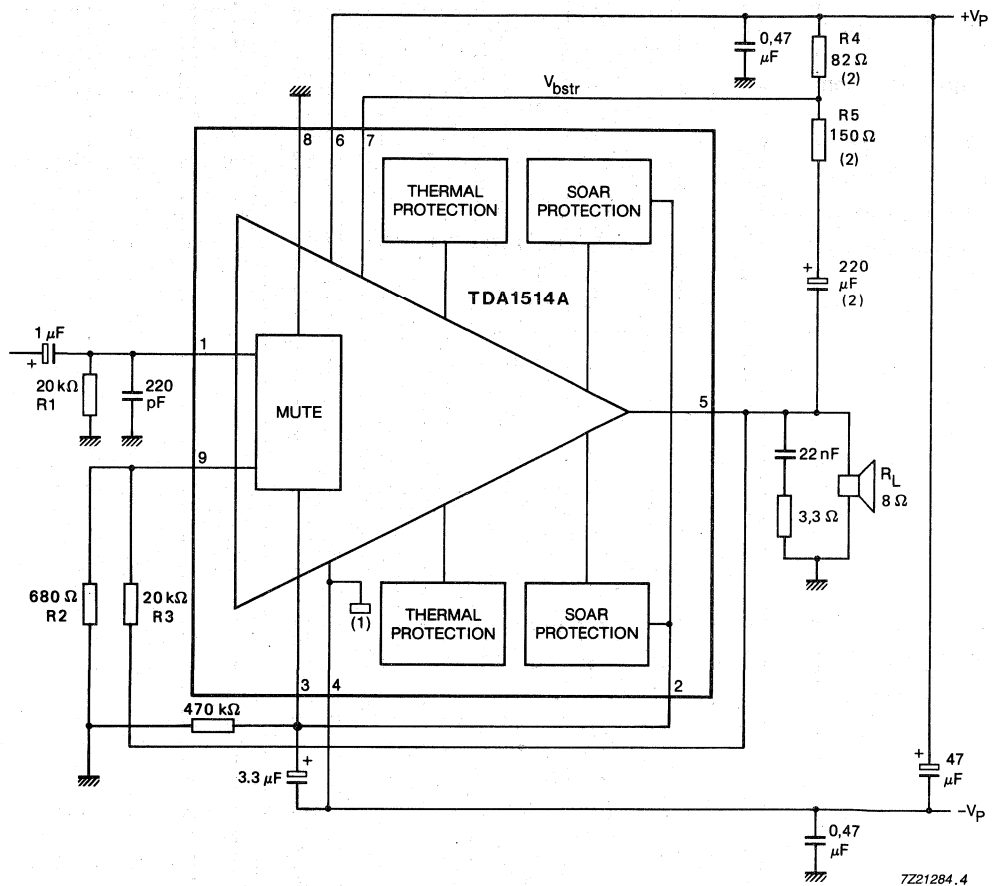 +VP
0,47
µF
R4
82 Ω
(2)
Vbstr
R5
150 Ω
(2)
8
6
7
THERMAL
PROTECTION
SOAR
PROTECTION
+
220
µF
(2)
TDA1514A
1 µF
+
1
20 kΩ
R1
220
pF
MUTE
5
9
22 nF
RL
8 Ω
3,3 Ω
680 Ω
R2
20 kΩ
R3
(1)
THERMAL
PROTECTION
SOAR
PROTECTION
3
4
2
470 kΩ
3.3 µF
+
+
47
µF
−VP
0,47
µF
7Z21284.4